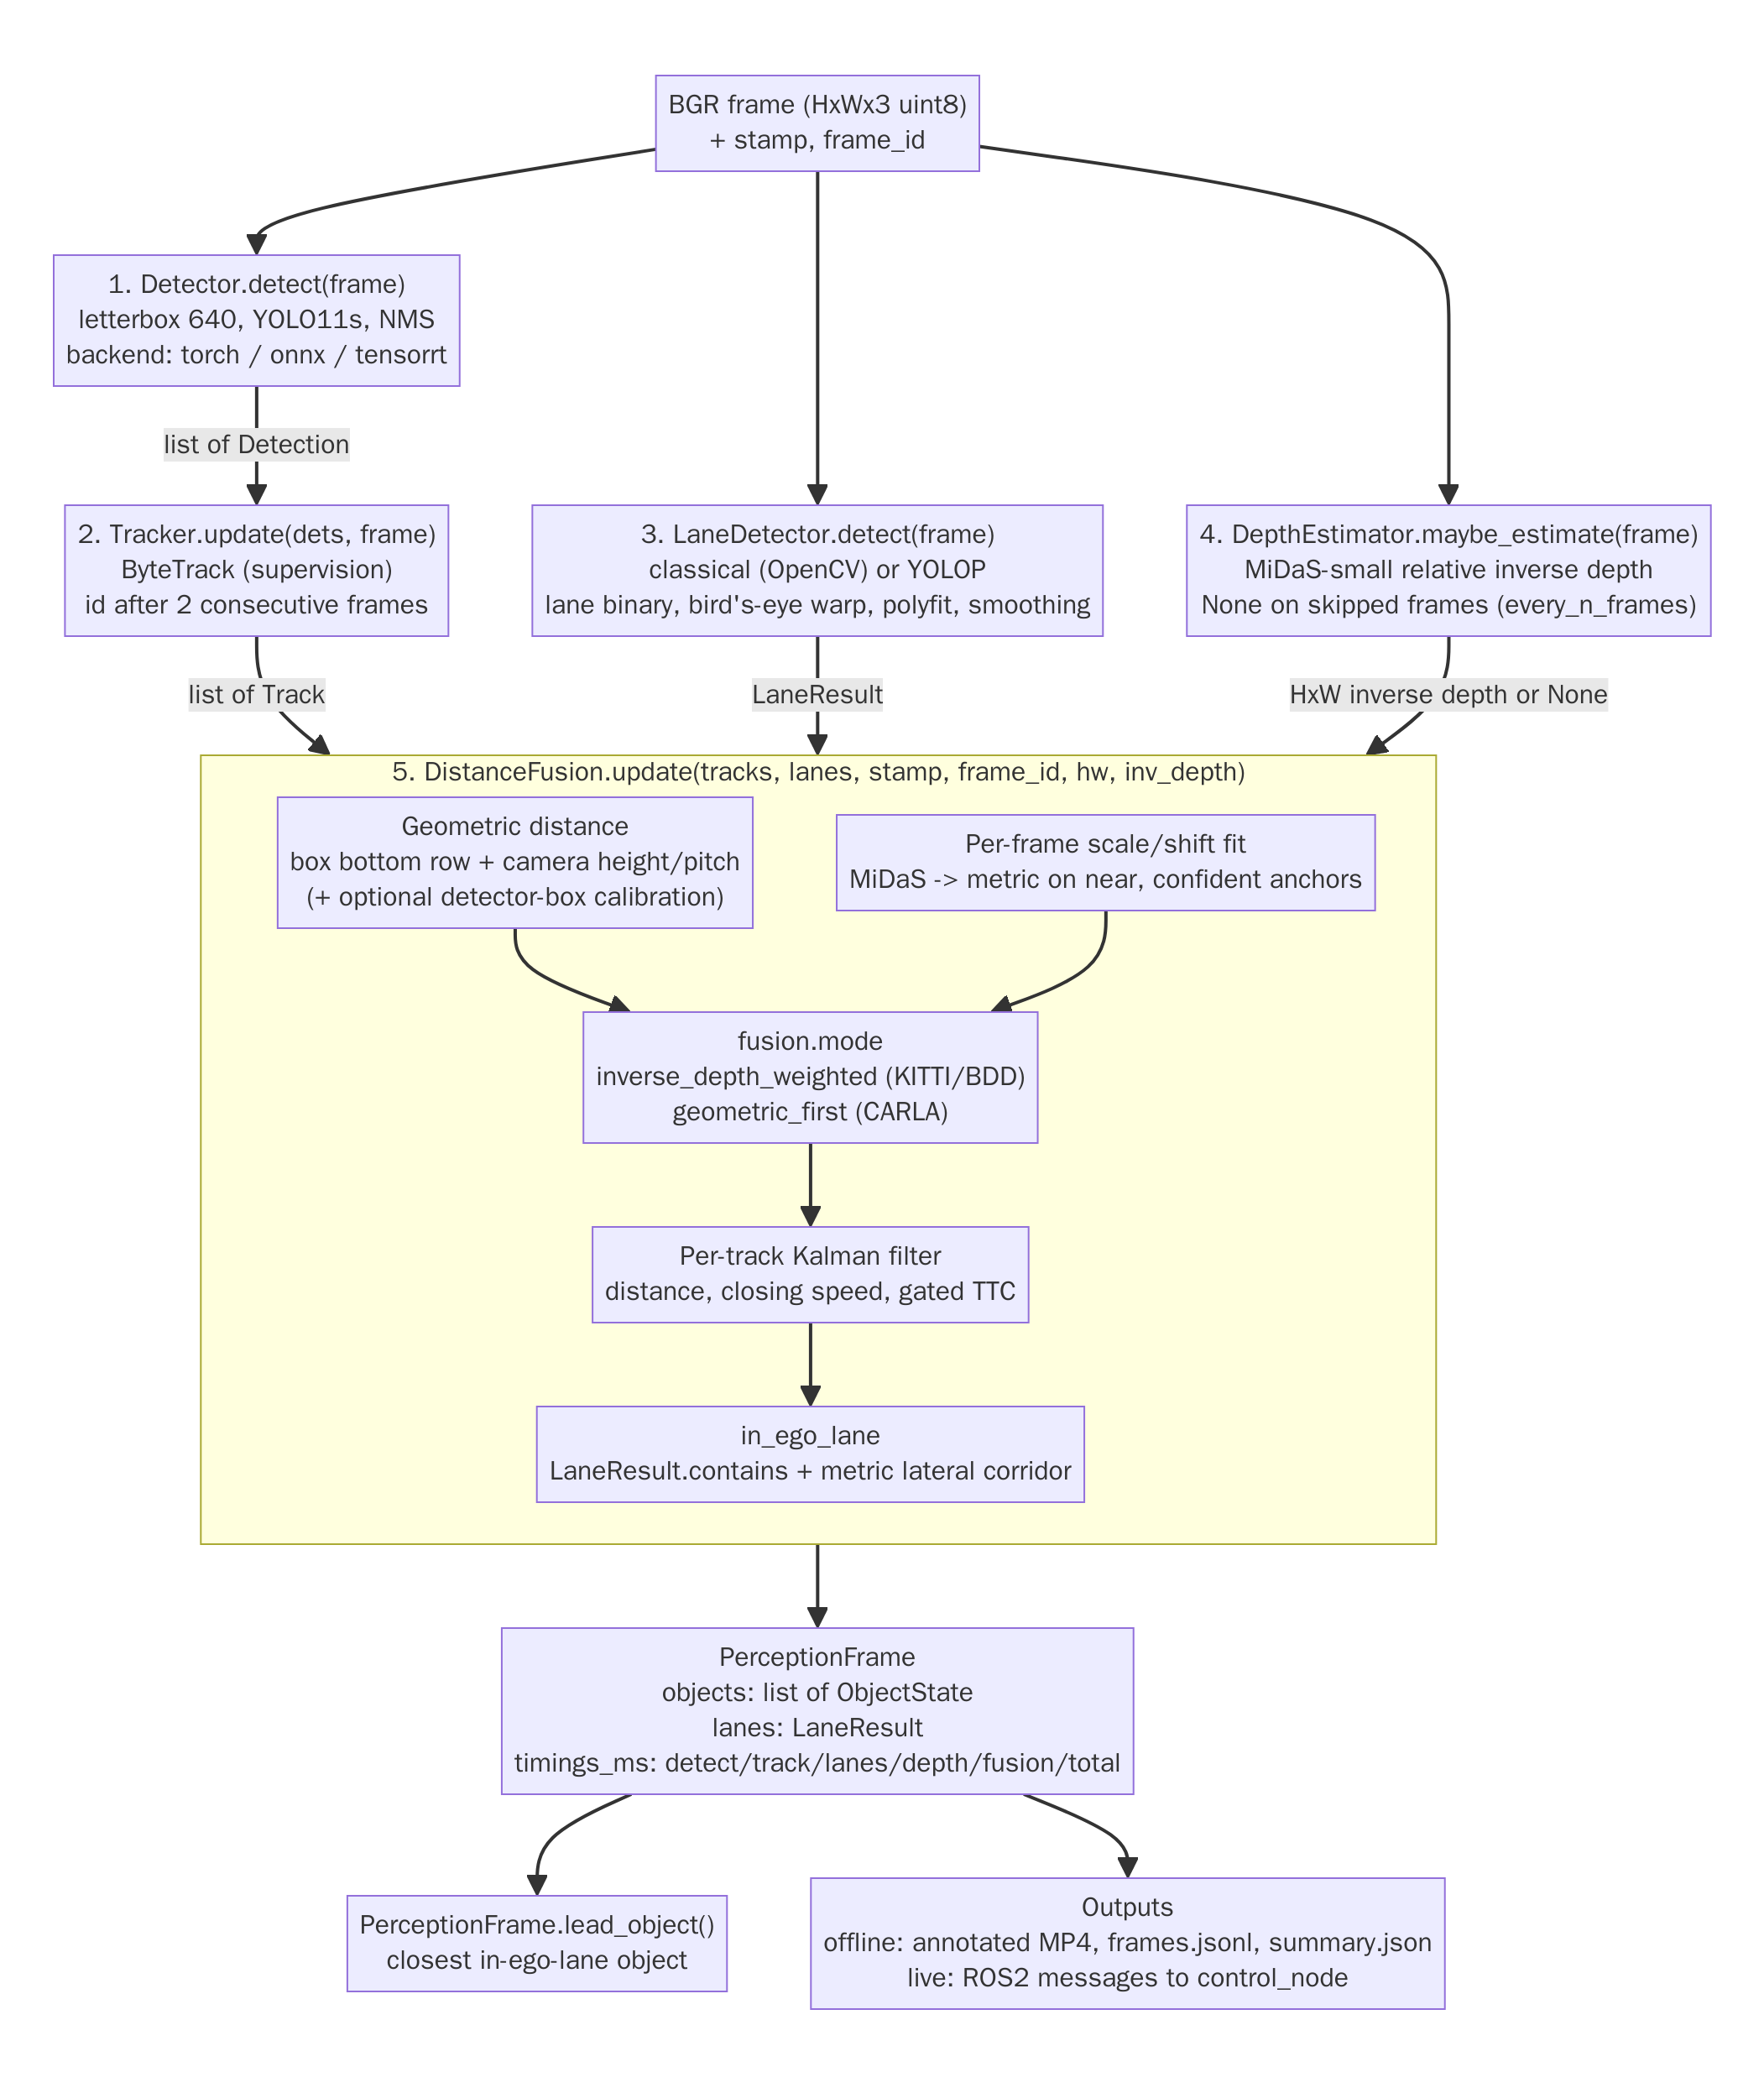 BGR frame (HxWx3 uint8)
+ stamp, frame_id
1. Detector.detect(frame)
letterbox 640, YOLO11s, NMS
backend: torch / onnx / tensorrt
list of Detection
2. Tracker.update(dets, frame)
ByteTrack (supervision)
id after 2 consecutive frames
3. LaneDetector.detect(frame)
classical (OpenCV) or YOLOP
lane binary, bird's-eye warp, polyfit, smoothing
4. DepthEstimator.maybe_estimate(frame)
MiDaS-small relative inverse depth
None on skipped frames (every_n_frames)
list of Track
LaneResult
HxW inverse depth or None
5. DistanceFusion.update(tracks, lanes, stamp, frame_id, hw, inv_depth)
Geometric distance
box bottom row + camera height/pitch
(+ optional detector-box calibration)
Per-frame scale/shift fit
MiDaS -> metric on near, confident anchors
fusion.mode
inverse_depth_weighted (KITTI/BDD)
geometric_first (CARLA)
Per-track Kalman filter
distance, closing speed, gated TTC
in_ego_lane
LaneResult.contains + metric lateral corridor
PerceptionFrame
objects: list of ObjectState
lanes: LaneResult
timings_ms: detect/track/lanes/depth/fusion/total
PerceptionFrame.lead_object()
closest in-ego-lane object
Outputs
offline: annotated MP4, frames.jsonl, summary.json
live: ROS2 messages to control_node